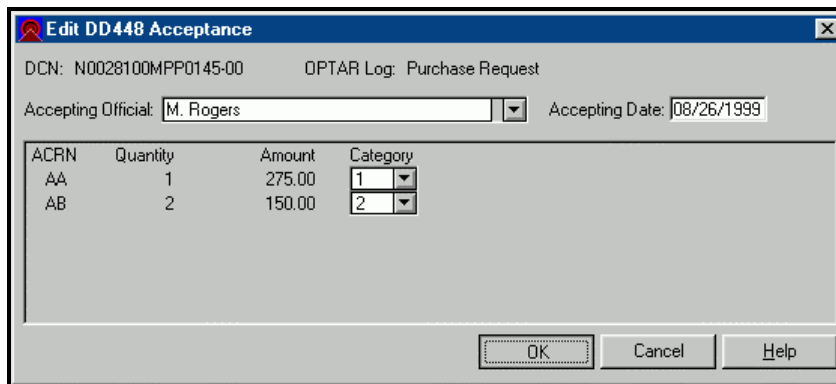 Edit DD448 Acceptance
DCN: N0028100MPP0145-00 OPTAR Log: Purchase Request
Accepting Official: M. Rogers Accepting Date: 08/26/1999
ACRN Quantity Amount Category
AA 1 275.00 1
AB 2 150.00 2
OK Cancel Help